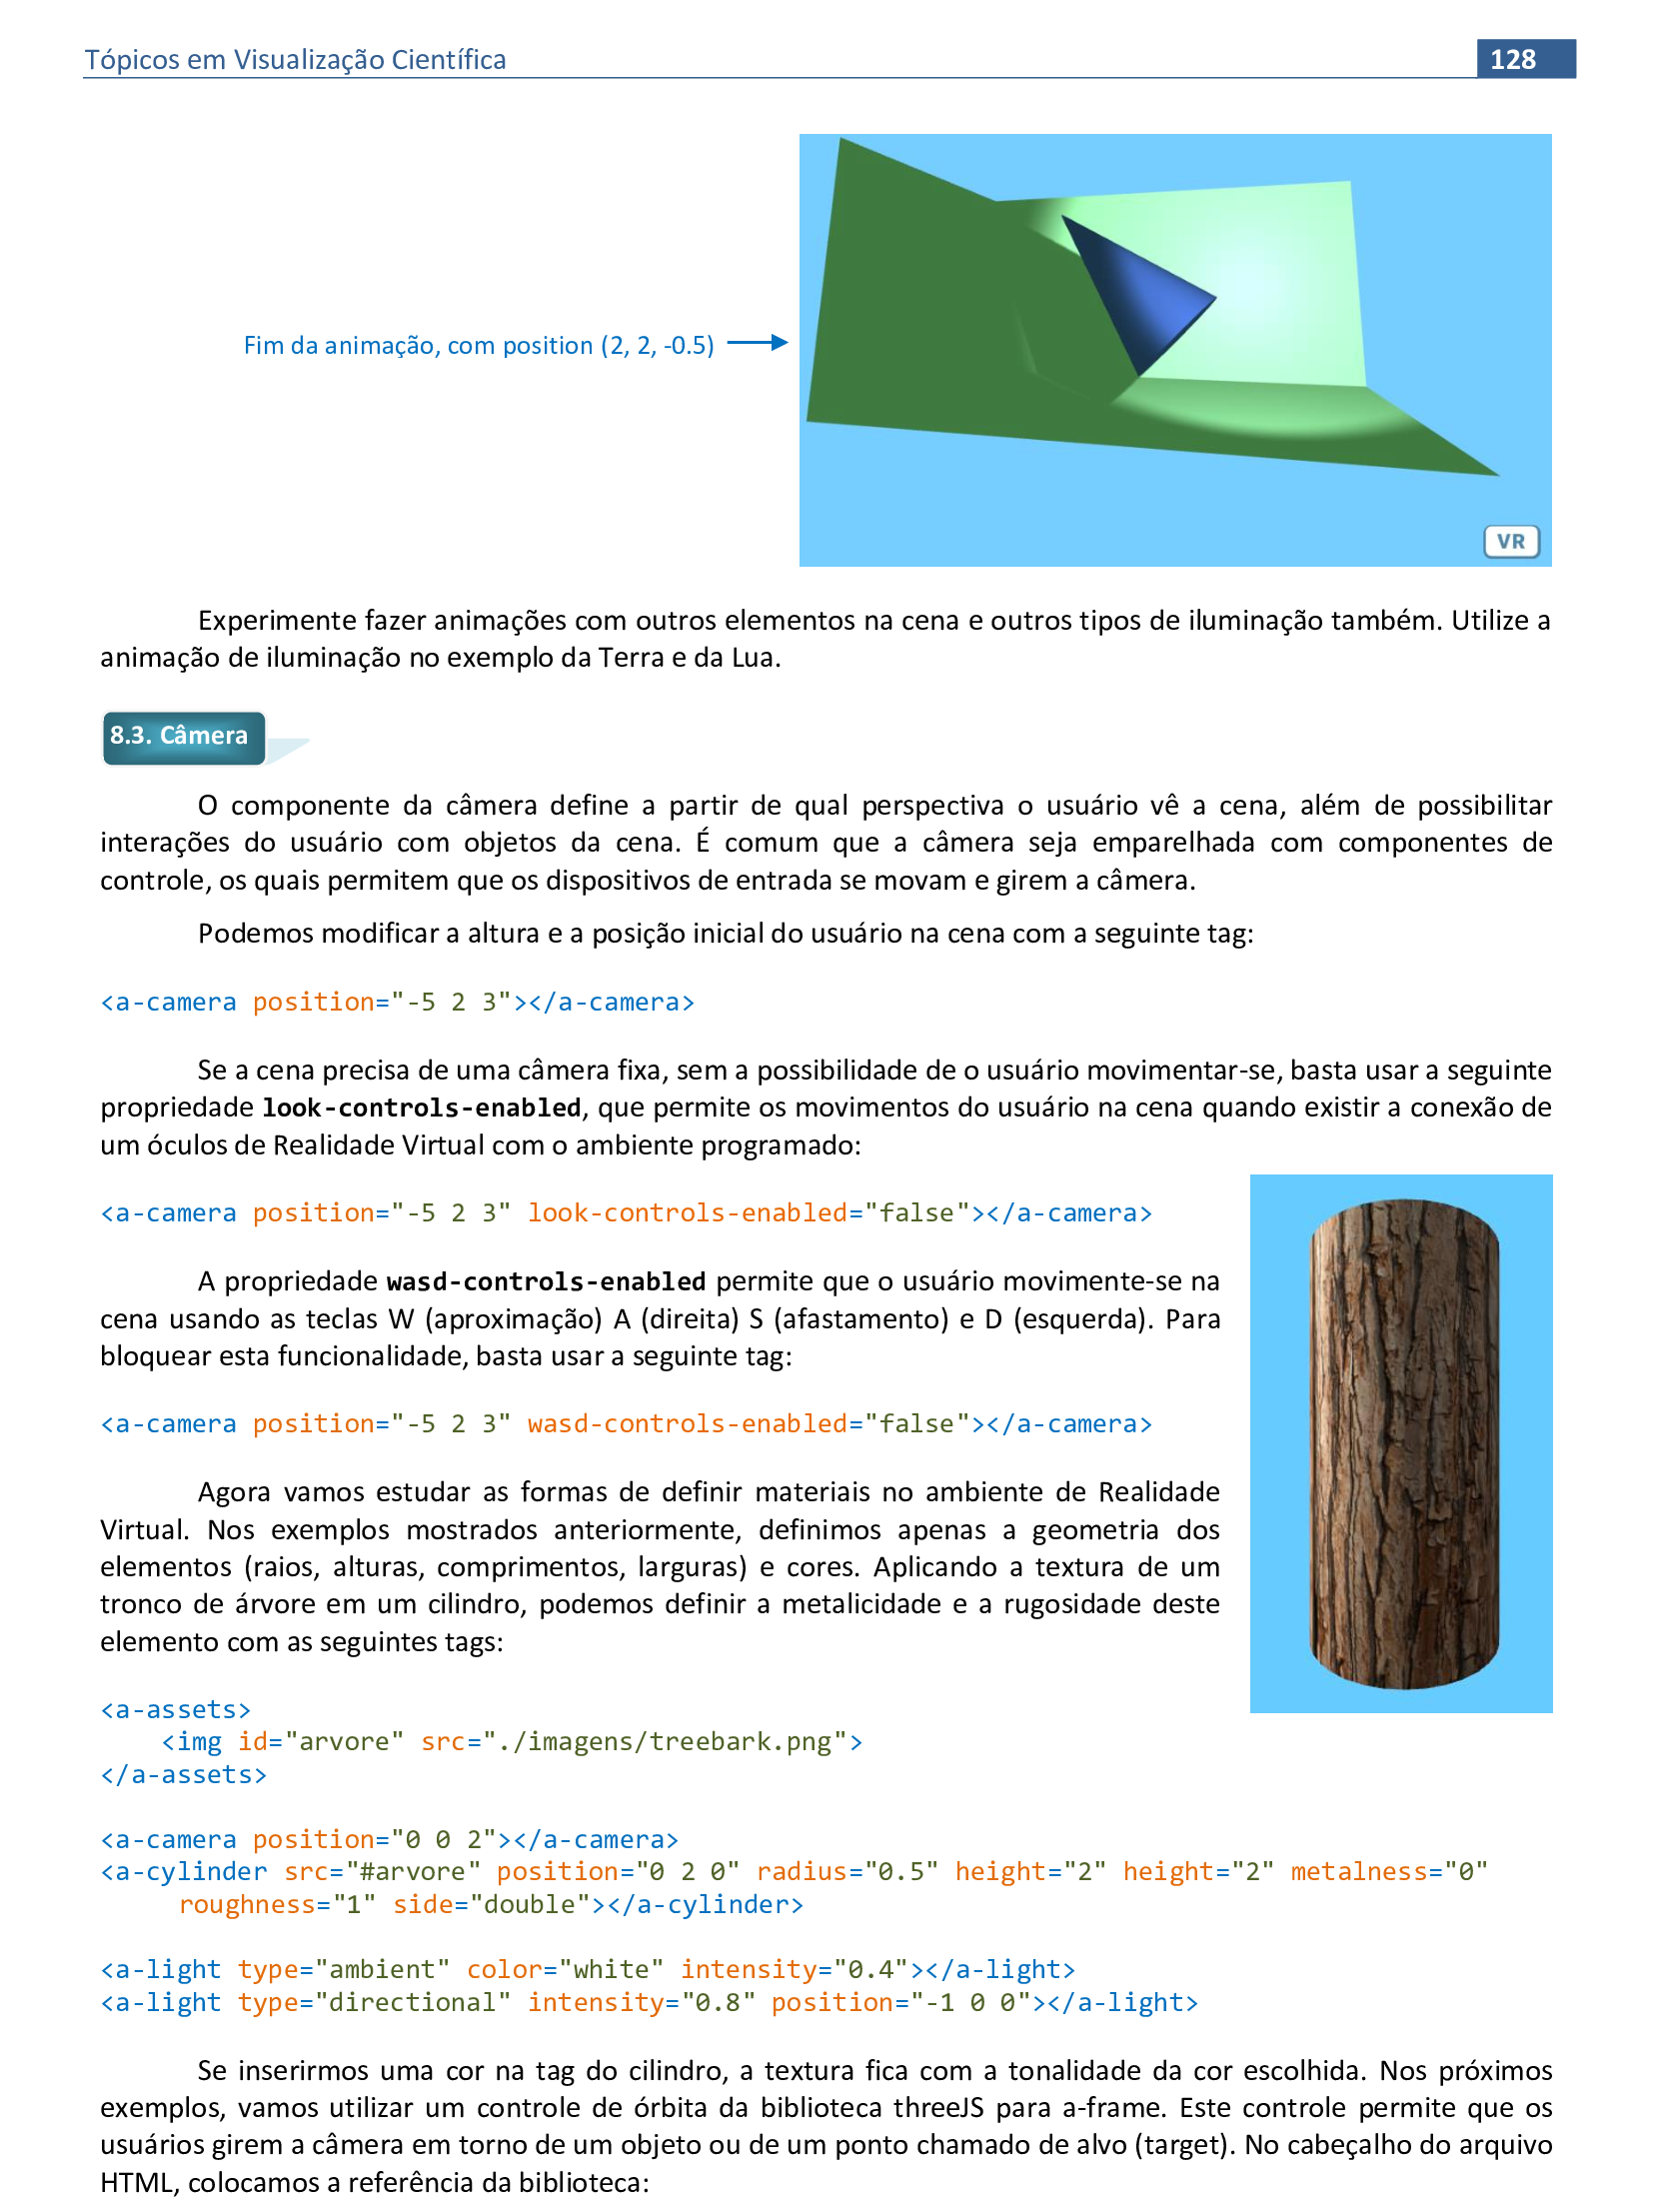 Tópicos em Visualização Científica 128
Fim da animação, com position (2, 2, -0.5)
VR
Experimente fazer animações com outros elementos na cena e outros tipos de iluminação também. Utilize a
animação de iluminação no exemplo da Terra e da Lua.
8.3. Câmera
O componente da câmera define a partir de qual perspectiva o usuário vê a cena, além de possibilitar
interações do usuário com objetos da cena. É comum que a câmera seja emparelhada com componentes de
controle, os quais permitem que os dispositivos de entrada se movam e girem a câmera.
Podemos modificar a altura e a posição inicial do usuário na cena com a seguinte tag:
<a-camera position="-5 2 3"></a-camera>
Se a cena precisa de uma câmera fixa, sem a possibilidade de o usuário movimentar-se, basta usar a seguinte
propriedade look-controls-enabled, que permite os movimentos do usuário na cena quando existir a conexão de
um óculos de Realidade Virtual com o ambiente programado:
<a-camera position="-5 2 3" look-controls-enabled="false"></a-camera>
A propriedade wasd-controls-enabled permite que o usuário movimente-se na
cena usando as teclas W (aproximação) A (direita) S (afastamento) e D (esquerda). Para
bloquear esta funcionalidade, basta usar a seguinte tag:
<a-camera position="-5 2 3" wasd-controls-enabled="false"></a-camera>
Agora vamos estudar as formas de definir materiais no ambiente de Realidade
Virtual. Nos exemplos mostrados anteriormente, definimos apenas a geometria dos
elementos (raios, alturas, comprimentos, larguras) e cores. Aplicando a textura de um
tronco de árvore em um cilindro, podemos definir a metalicidade e a rugosidade deste
elemento com as seguintes tags:
<a-assets>
<img id="arvore" src="./imagens/treebark.png">
</a-assets>
<a-camera position="0 0 2"></a-camera>
<a-cylinder src="#arvore" position="0 2 0" radius="0.5" height="2" height="2" metalness="0"
roughness="1" side="double"></a-cylinder>
<a-light type="ambient" color="white" intensity="0.4"></a-light>
<a-light type="directional" intensity="0.8" position="-1 0 0"></a-light>
Se inserirmos uma cor na tag do cilindro, a textura fica com a tonalidade da cor escolhida. Nos próximos
exemplos, vamos utilizar um controle de órbita da biblioteca threeJS para a-frame. Este controle permite que os
usuários girem a câmera em torno de um objeto ou de um ponto chamado de alvo (target). No cabeçalho do arquivo
HTML, colocamos a referência da biblioteca: